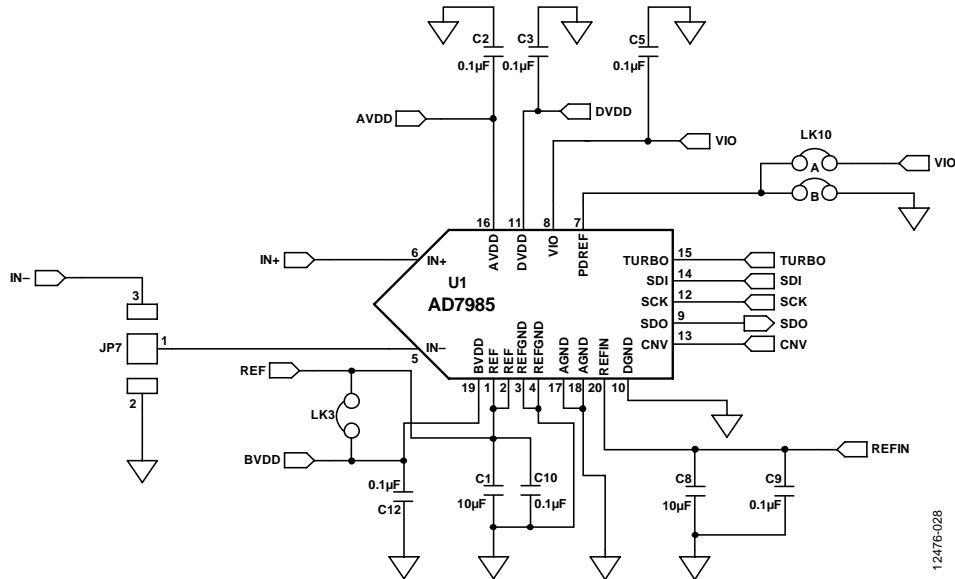 C2
0.1µF
C3
0.1µF
C5
0.1µF
AVDD
DVDD
VIO
LK10
A
VIO
B
16
11
8
7
AVDD
DVDD
VIO
PDREF
IN+
6
IN+
U1
AD7985
TURBO
15
TURBO
SDI
14
SDI
SCK
12
SCK
SDO
9
SDO
CNV
13
CNV
IN–
3
JP7
1
2
IN–
5
BVDD
REF
REF
REFGND
REFGND
AGND
AGND
REFIN
DGND
19
1
2
3
4
17
18
20
10
REF
LK3
BVDD
0.1µF
C12
C1
10µF
C10
0.1µF
REFIN
C8
10µF
C9
0.1µF
12476-028